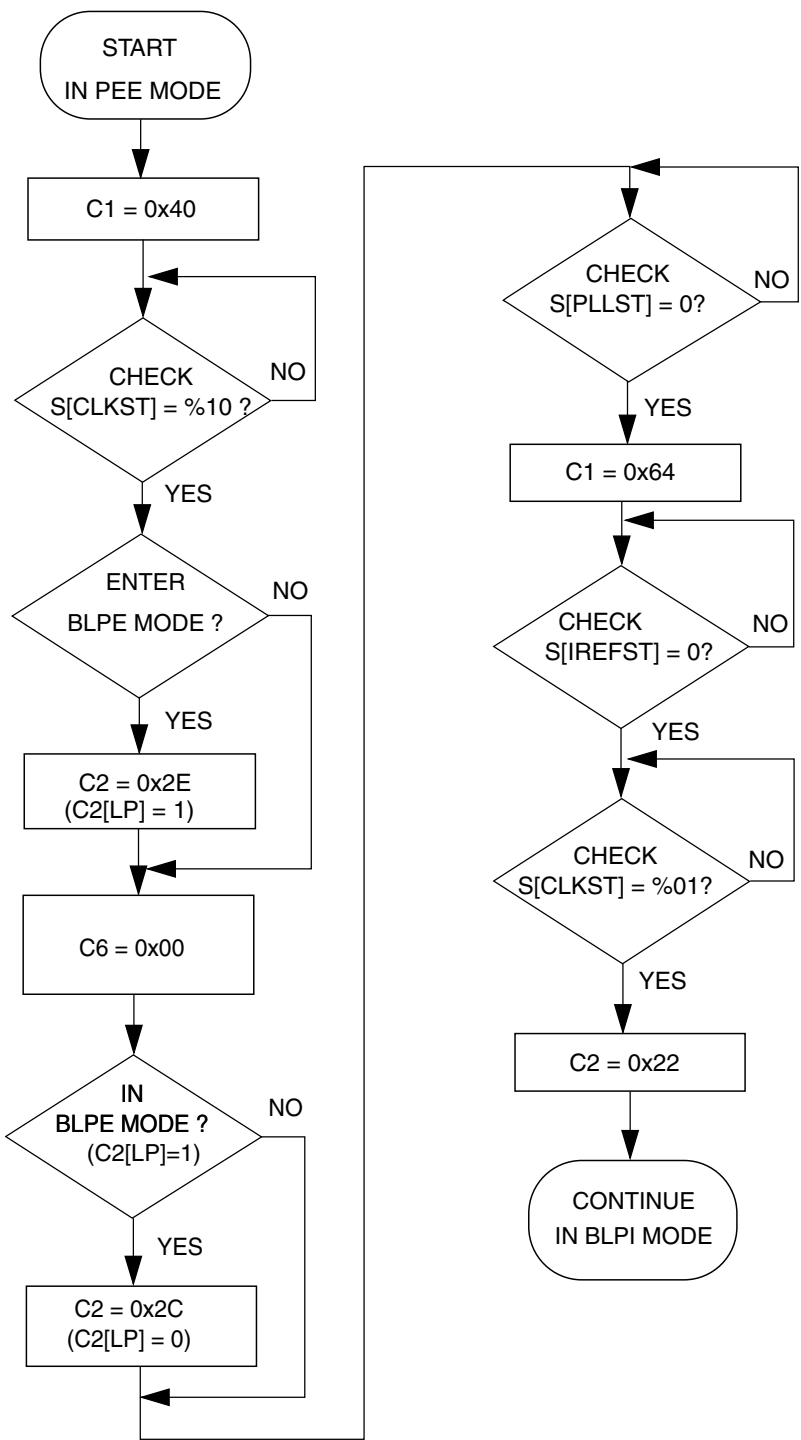 START
IN PEE MODE
C1 = 0x40
CHECK
S[CLKST] = %10 ?
NO
YES
ENTER
BLPE MODE ?
NO
YES
C2 = 0x2E
(C2[LP] = 1)
C6 = 0x00
IN
BLPE MODE ?
(C2[LP]=1)
NO
YES
C2 = 0x2C
(C2[LP] = 0)
CHECK
S[PLLST] = 0?
NO
YES
C1 = 0x64
CHECK
S[IREFST] = 0?
NO
YES
CHECK
S[CLKST] = %01?
NO
YES
C2 = 0x22
CONTINUE
IN BLPI MODE